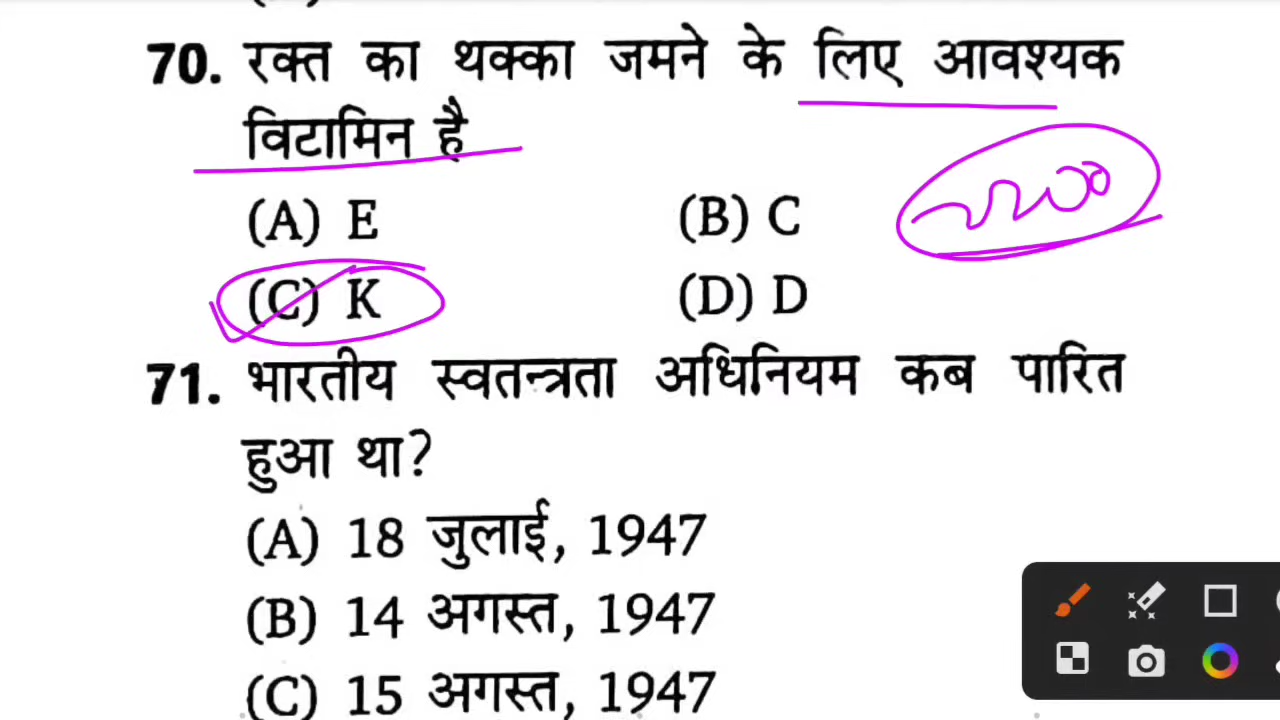 70. रक्त का थक्का जमने के लिए आवश्यक
विटामिन है
(A) E (B) C
(C) K (D) D
71. भारतीय स्वतन्त्रता अधिनियम कब पारित
हुआ था?
(A) 18 जुलाई, 1947
(B) 14 अगस्त, 1947
(C) 15 अगस्त, 1947